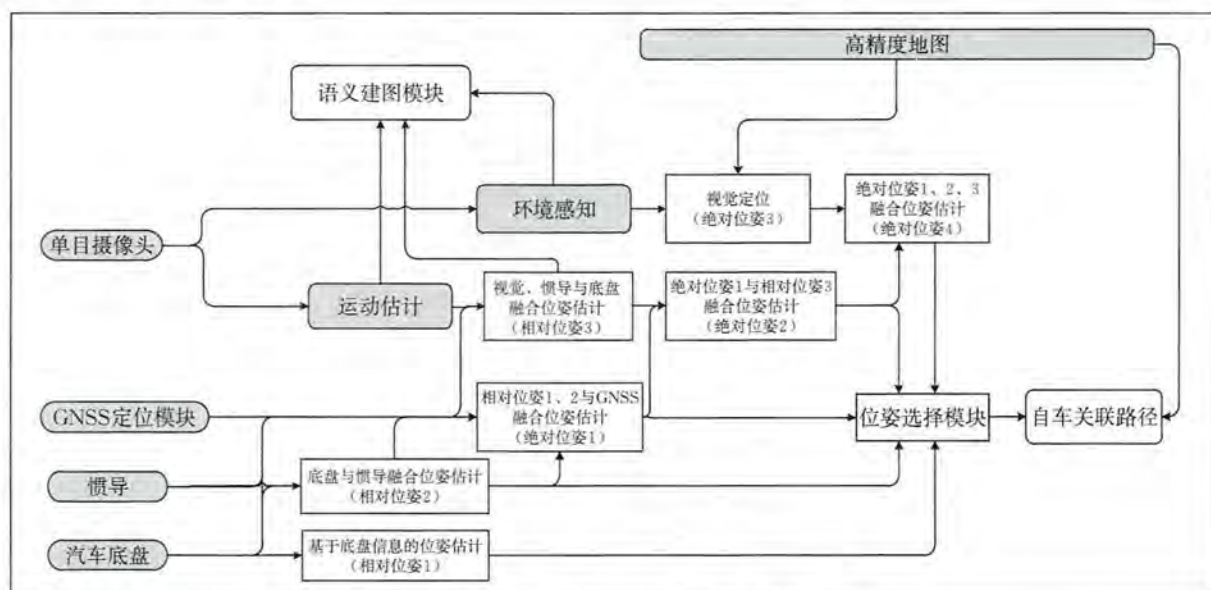 高精度地图
语义建图模块
环境感知
视觉定位
(绝对位姿3)
绝对位姿1、2、3
融合位姿估计
(绝对位姿4)
单目摄像头
运动估计
视觉、惯导与底盘
融合位姿估计
(相对位姿3)
绝对位姿1与相对位姿3
融合位姿估计
(绝对位姿2)
GNSS定位模块
相对位姿1、2与GNSS
融合位姿估计
(绝对位姿1)
位姿选择模块
自车关联路径
惯导
底盘与惯导融合位姿估计
(相对位姿2)
汽车底盘
基于底盘信息的位姿估计
(相对位姿1)